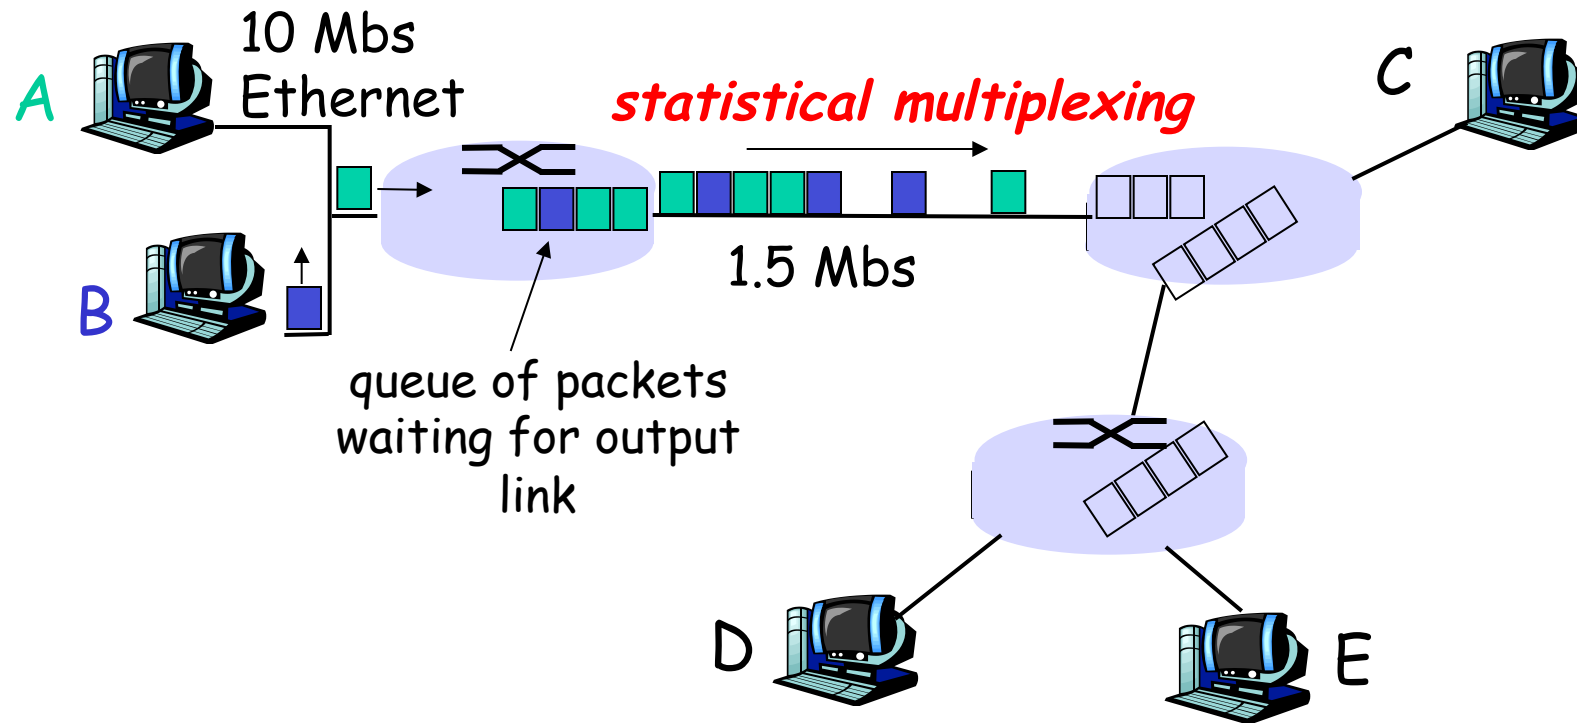 10 Mbs
Ethernet
A
statistical multiplexing
C
B
1.5 Mbs
queue of packets
waiting for output
link
D
E